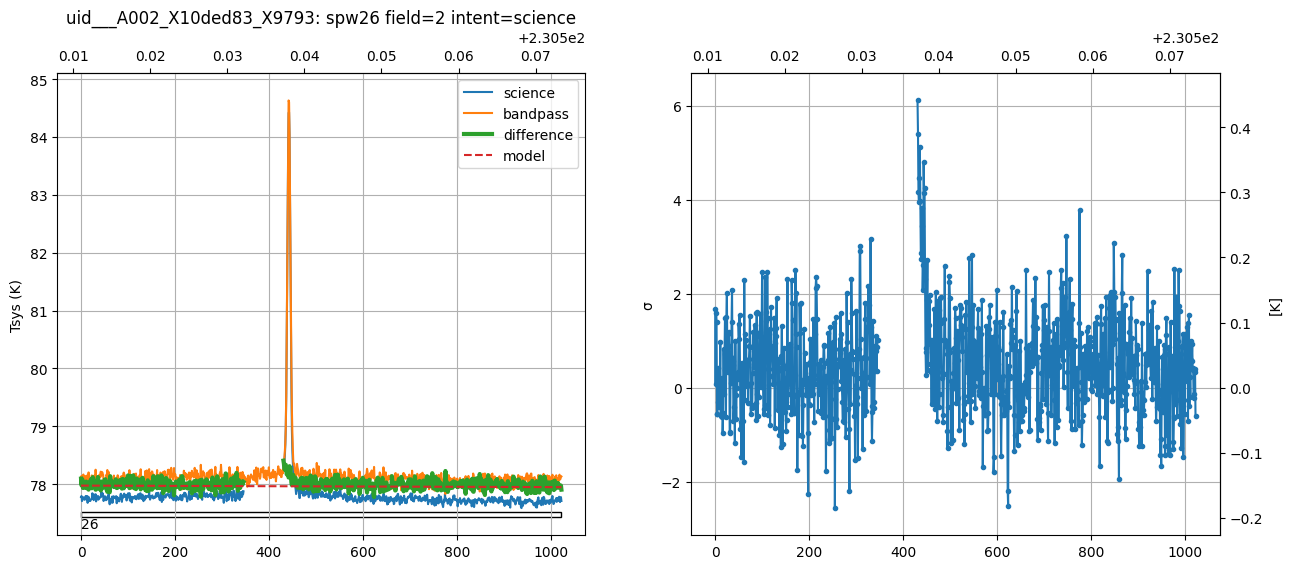 uid___A002_X10ded83_X9793: spw26 field=2 intent=science
+2.305e2
0.01 0.02 0.03 0.04 0.05 0.06 0.07
85
84
83
82
81
80
79
78
Tsys (K)
science
bandpass
difference
model
26
0 200 400 600 800 1000
+2.305e2
0.01 0.02 0.03 0.04 0.05 0.06 0.07
6
4
2
0
−2
σ
0.4
0.3
0.2
0.1
0.0
−0.1
−0.2
[K]
0 200 400 600 800 1000